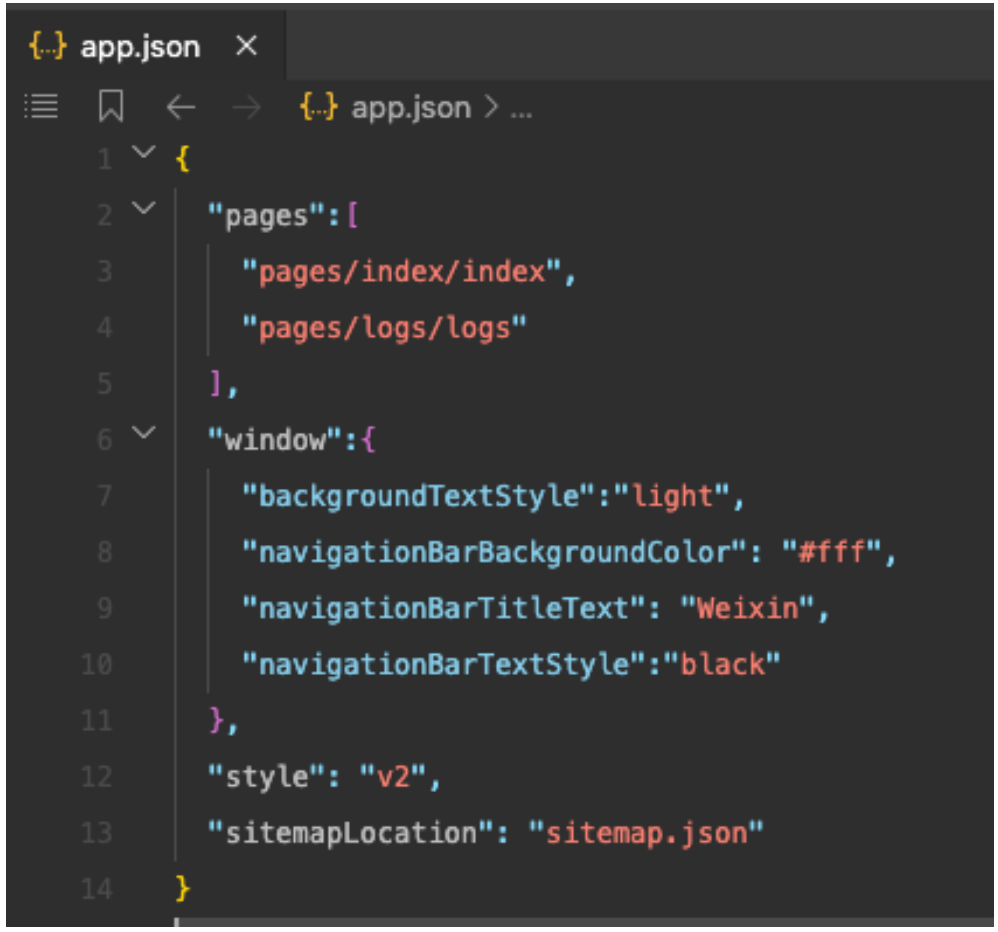 {..} app.json ×
{..} app.json > ...
1 {
2 "pages":[
3 "pages/index/index",
4 "pages/logs/logs"
5 ],
6 "window":{
7 "backgroundTextStyle":"light",
8 "navigationBarBackgroundColor": "#fff",
9 "navigationBarTitleText": "Weixin",
10 "navigationBarTextStyle":"black"
11 },
12 "style": "v2",
13 "sitemapLocation": "sitemap.json"
14 }